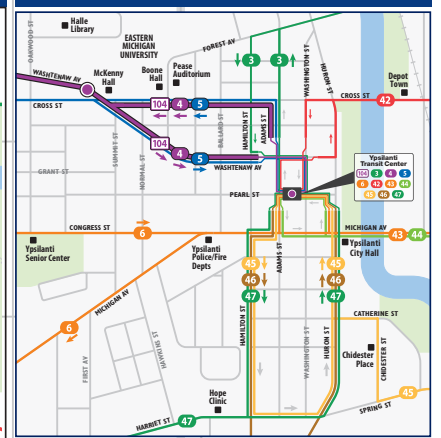 Halle
Library
OAKWOOD ST
EASTERN
MICHIGAN
UNIVERSITY
FOREST AV
3
3
WASHINGTON ST
HURON ST
Depot
Town
WASHTENAW AV
McKenny
Hall
Boone
Hall
Pease
Auditorium
CROSS ST
42
CROSS ST
104
4
5
HAMILTON ST
ADAMS ST
BALLARD ST
SUMMIT ST
NORMAL ST
104
4
5
WASHTENAW AV
GRANT ST
Ypsilanti
Transit Center
104 3 4 5
6 42 43 44
45 46 47
PEARL ST
CONGRESS ST
6
MICHIGAN AV
43
44
Ypsilanti
Senior Center
Ypsilanti
Police/Fire
Depts
ADAMS ST
Ypsilanti
City Hall
45
46
47
45
46
47
MICHIGAN AV
6
HAMILTON ST
WASHINGTON ST
HURON ST
CATHERINE ST
CHIDESTER ST
Chidester
Place
FIRST AV
HAWKINS ST
Hope
Clinic
45
SPRING ST
HARRIET ST
47